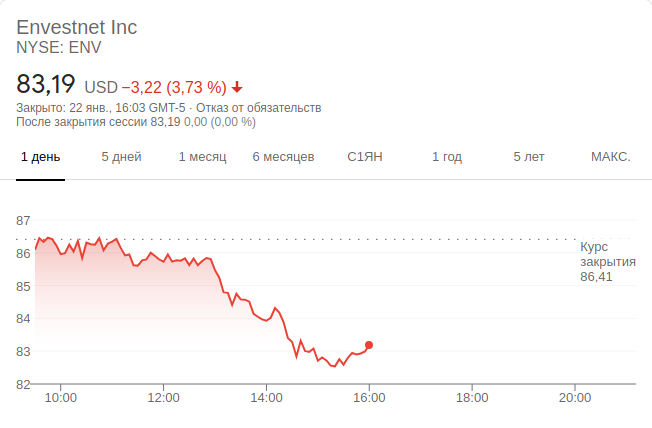 Envestnet Inc
NYSE: ENV
83,19 USD −3,22 (3,73 %)
Закрыто: 22 янв., 16:03 GMT-5 · Отказ от обязательств
После закрытия сессии 83,19 0,00 (0,00 %)
1 день 5 дней 1 месяц 6 месяцев С1ЯН 1 год 5 лет МАКС.
87
86
85
84
83
82
Курс
закрытия
86,41
10:00 12:00 14:00 16:00 18:00 20:00